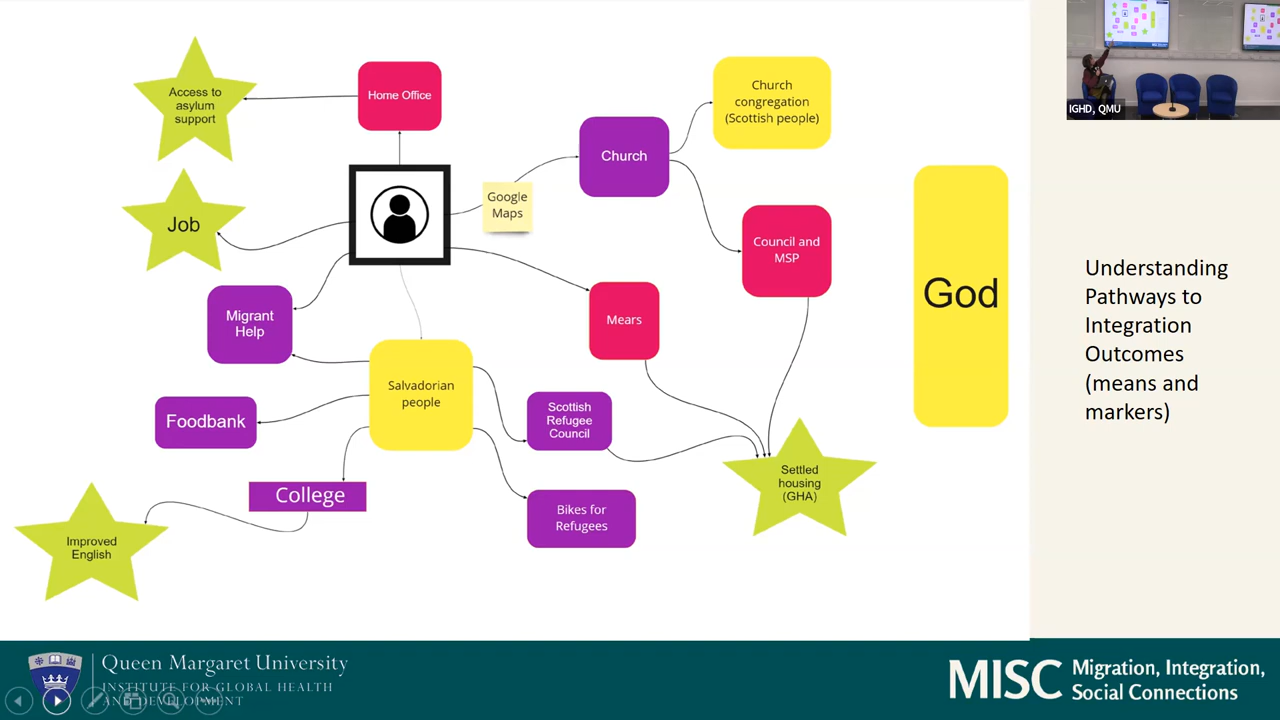 Access to
asylum
support
Home Office
Church
congregation
(Scottish people)
IGHD, QMU
Church
Google
Maps
Job
God
Council and
MSP
Understanding
Pathways to
Integration
Outcomes
(means and
markers)
Migrant
Help
Mears
Salvadorian
people
Foodbank
Scottish
Refugee
Council
Settled
housing
(GHA)
College
Bikes for
Refugees
Improved
English
Queen Margaret University
INSTITUTE FOR GLOBAL HEALTH
AND DEVELOPMENT
MISC
Migration, Integration,
Social Connections